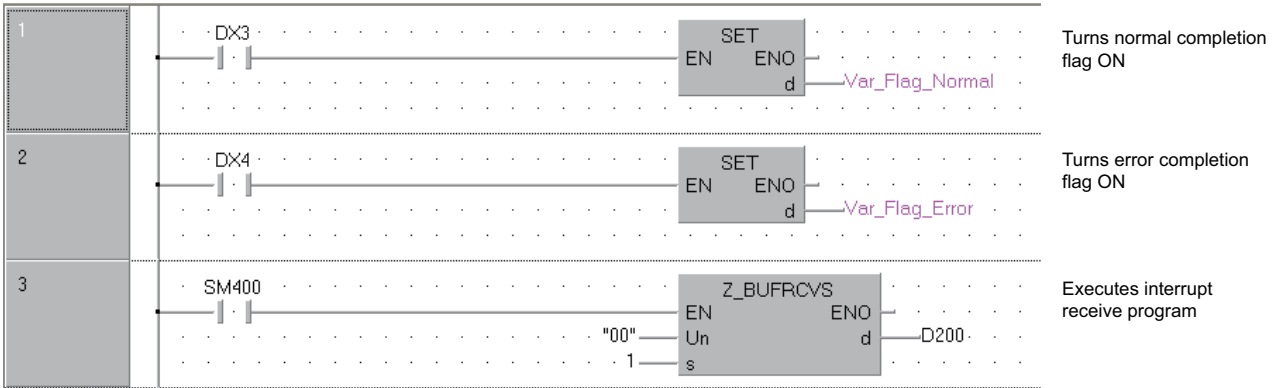 1
DX3
SET
EN ENO
d Var_Flag_Normal
Turns normal completion
flag ON
2
DX4
SET
EN ENO
d Var_Flag_Error
Turns error completion
flag ON
3
SM400
Z_BUFRCVS
EN ENO
"00" Un d D200
1 s
Executes interrupt
receive program